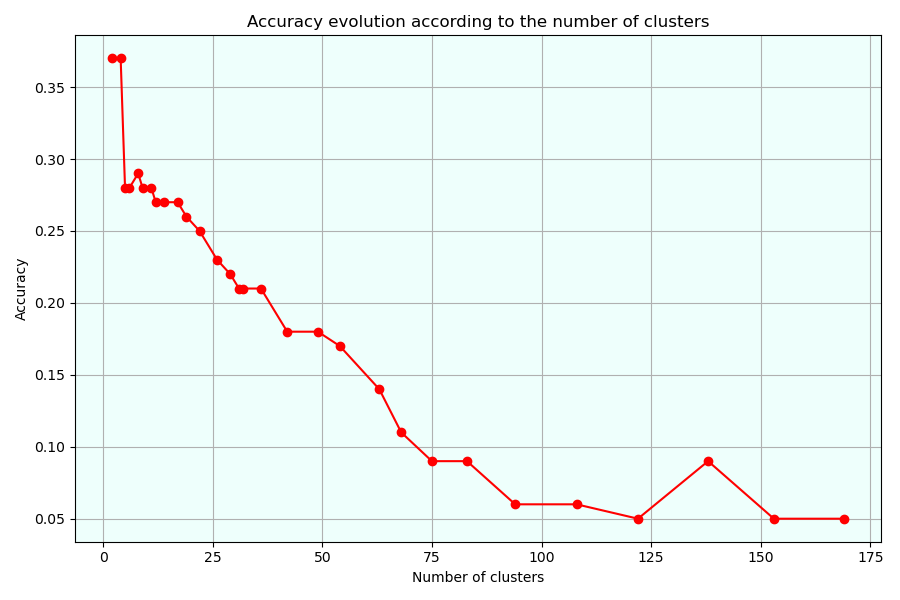 Accuracy evolution according to the number of clusters
0.35
0.30
0.25
0.20
0.15
0.10
0.05
Accuracy
0 25 50 75 100 125 150 175
Number of clusters